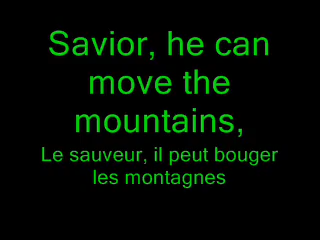 Savior, he can
move the
mountains,
Le sauveur, il peut bouger
les montagnes